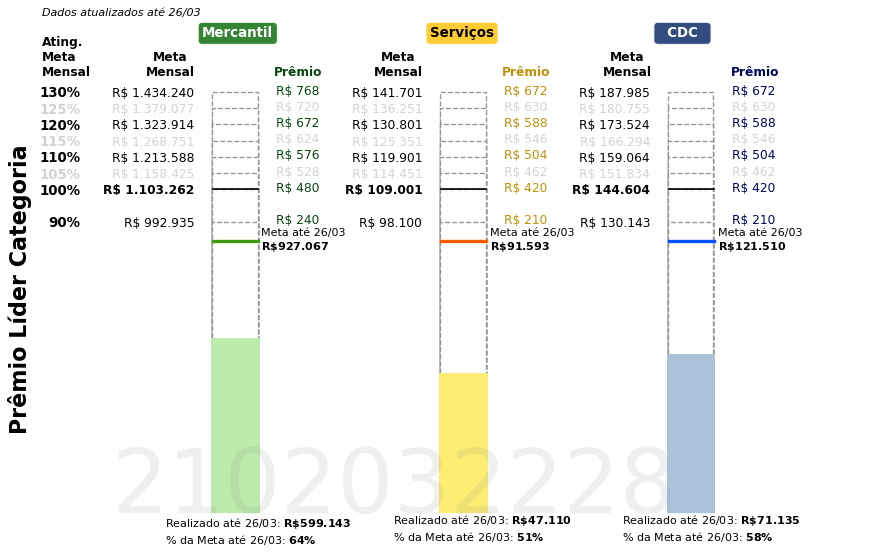 Dados atualizados até 26/03
Mercantil Serviços CDC
Ating. Meta Mensal Meta Mensal Prêmio Meta Mensal Prêmio Meta Mensal Prêmio
130% R$ 1.434.240 R$ 768 R$ 141.701 R$ 672 R$ 187.985 R$ 672
125% R$ 1.379.077 R$ 720 R$ 136.251 R$ 630 R$ 180.755 R$ 630
120% R$ 1.323.914 R$ 672 R$ 130.801 R$ 588 R$ 173.524 R$ 588
115% R$ 1.268.751 R$ 624 R$ 125.351 R$ 546 R$ 166.294 R$ 546
110% R$ 1.213.588 R$ 576 R$ 119.901 R$ 504 R$ 159.064 R$ 504
105% R$ 1.158.425 R$ 528 R$ 114.451 R$ 462 R$ 151.834 R$ 462
100% R$ 1.103.262 R$ 480 R$ 109.001 R$ 420 R$ 144.604 R$ 420
90% R$ 992.935 R$ 240 R$ 98.100 R$ 210 R$ 130.143 R$ 210
Meta até 26/03 Meta até 26/03 Meta até 26/03
R$927.067 R$91.593 R$121.510
Prêmio Líder Categoria
2102032228
Realizado até 26/03: R$599.143 Realizado até 26/03: R$47.110 Realizado até 26/03: R$71.135
% da Meta até 26/03: 64% % da Meta até 26/03: 51% % da Meta até 26/03: 58%